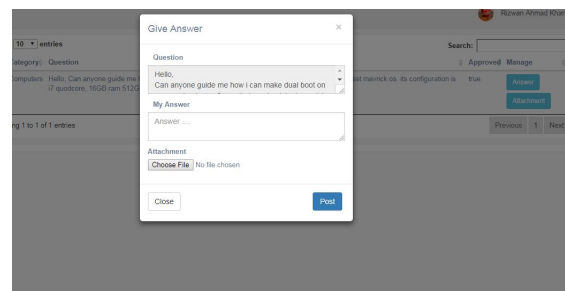 Rizwan Ahmad Khan
Give Answer ×
10 entries
Search:
Category Question Approved Manage
Question
Hello,
Can anyone guide me how i can make dual boot on
Computers Hello, Can anyone guide me mavrick os. its configuration is true Answer
i7 quodcore, 16GB ram 512G Attachment
My Answer
Answer ....
ng 1 to 1 of 1 entries Previous 1 Next
Attachment
Choose File No file chosen
Close Post